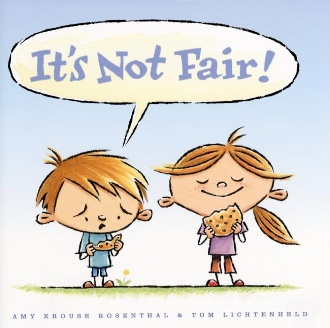 It's Not Fair!
AMY KROUSE ROSENTHAL & TOM LICHTENHELD